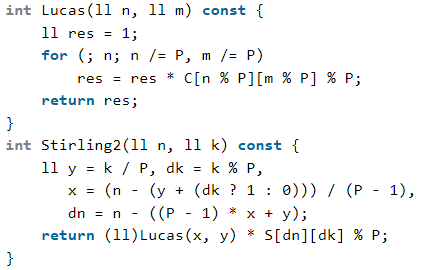 int Lucas(ll n, ll m) const {
    ll res = 1;
    for (; n; n /= P, m /= P)
        res = res * C[n % P][m % P] % P;
    return res;
}
int Stirling2(ll n, ll k) const {
    ll y = k / P, dk = k % P,
        x = (n - (y + (dk ? 1 : 0))) / (P - 1),
        dn = n - ((P - 1) * x + y);
    return (ll)Lucas(x, y) * S[dn][dk] % P;
}